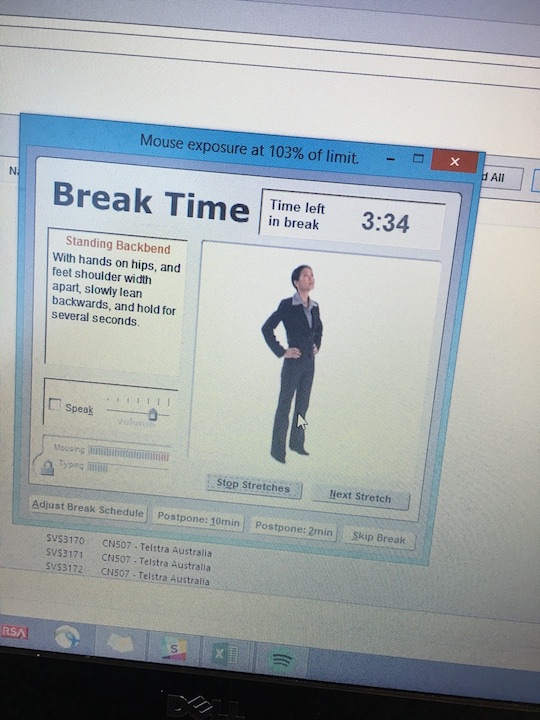 Mouse exposure at 103% of limit.
d All
Break Time
Time left
in break
3:34
Standing Backbend
With hands on hips, and
feet shoulder width
apart, slowly lean
backwards, and hold for
several seconds.
Speak
Volume
Mousing
Typing
Stop Stretches
Next Stretch
Adjust Break Schedule
Postpone: 10min
Postpone: 2min
Skip Break
SVS3170 CN507 - Telstra Australia
SVS3171 CN507 - Telstra Australia
SVS3172 CN507 - Telstra Australia
RSA
S
X
DELL